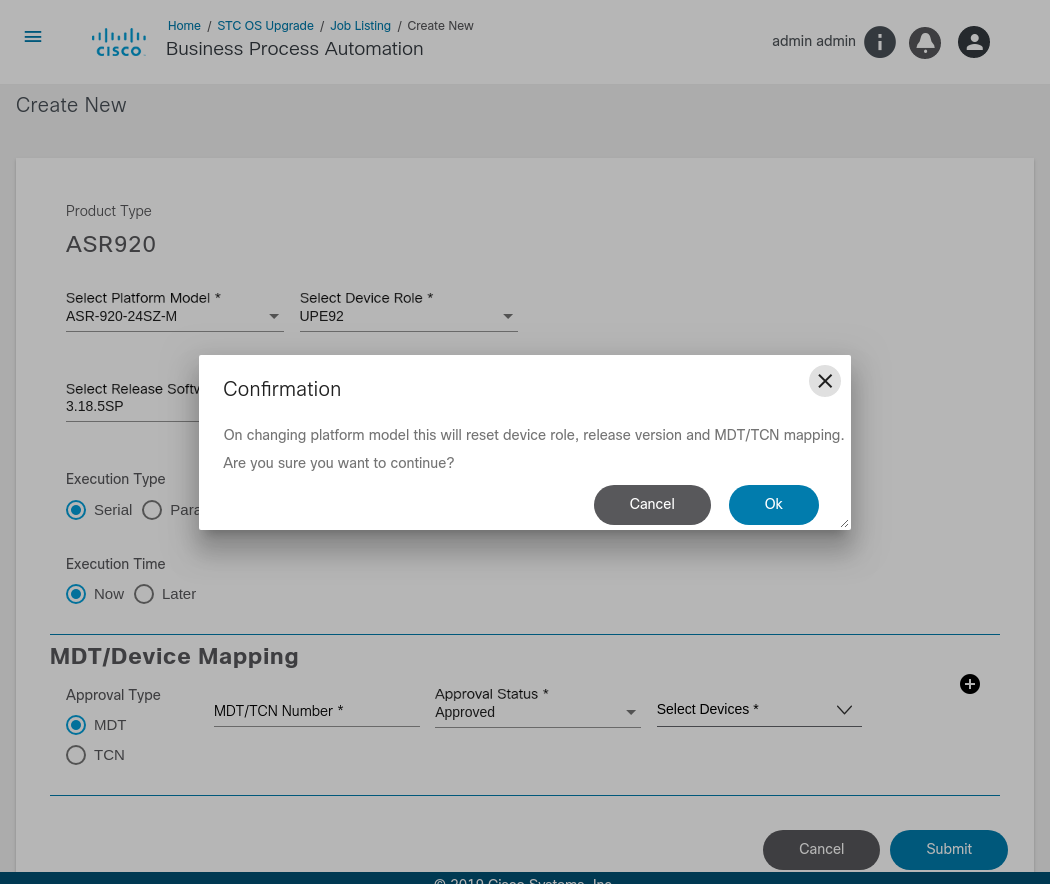 Home / STC OS Upgrade / Job Listing / Create New
CISCO
Business Process Automation
admin admin
Create New
Product Type
ASR920
Select Platform Model *
ASR-920-24SZ-M
Select Device Role *
UPE92
Select Release Softw
3.18.5SP
Confirmation
On changing platform model this will reset device role, release version and MDT/TCN mapping.
Are you sure you want to continue?
Cancel
Ok
Execution Type
Serial
Para
Execution Time
Now
Later
MDT/Device Mapping
Approval Type
MDT
TCN
MDT/TCN Number *
Approval Status *
Approved
Select Devices *
Cancel
Submit
© 2019 Cisco Systems, Inc.